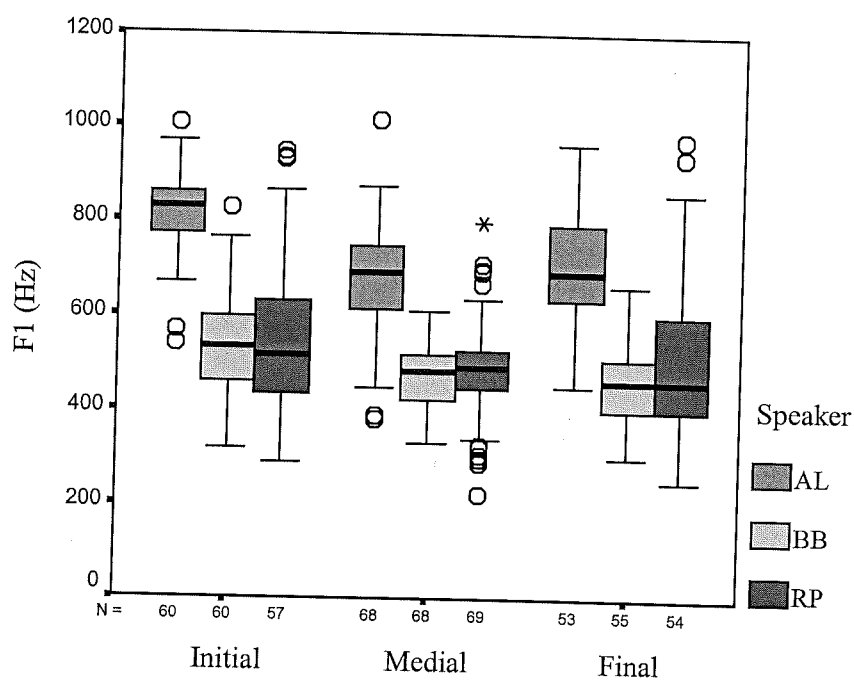 1200
1000
800
600
400
200
0
F1 (Hz)
N = 60 60 57 68 68 69 53 55 54
Initial Medial Final
Speaker
AL
BB
RP